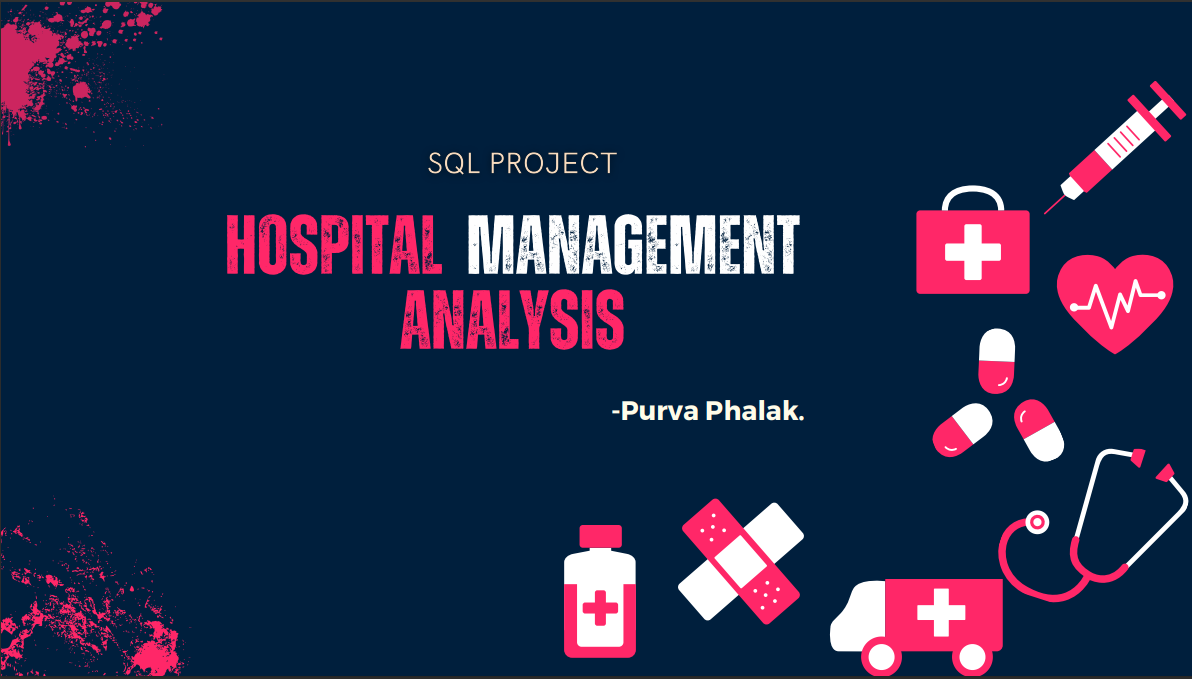 SQL PROJECT
HOSPITAL MANAGEMENT
ANALYSIS
-Purva Phalak.